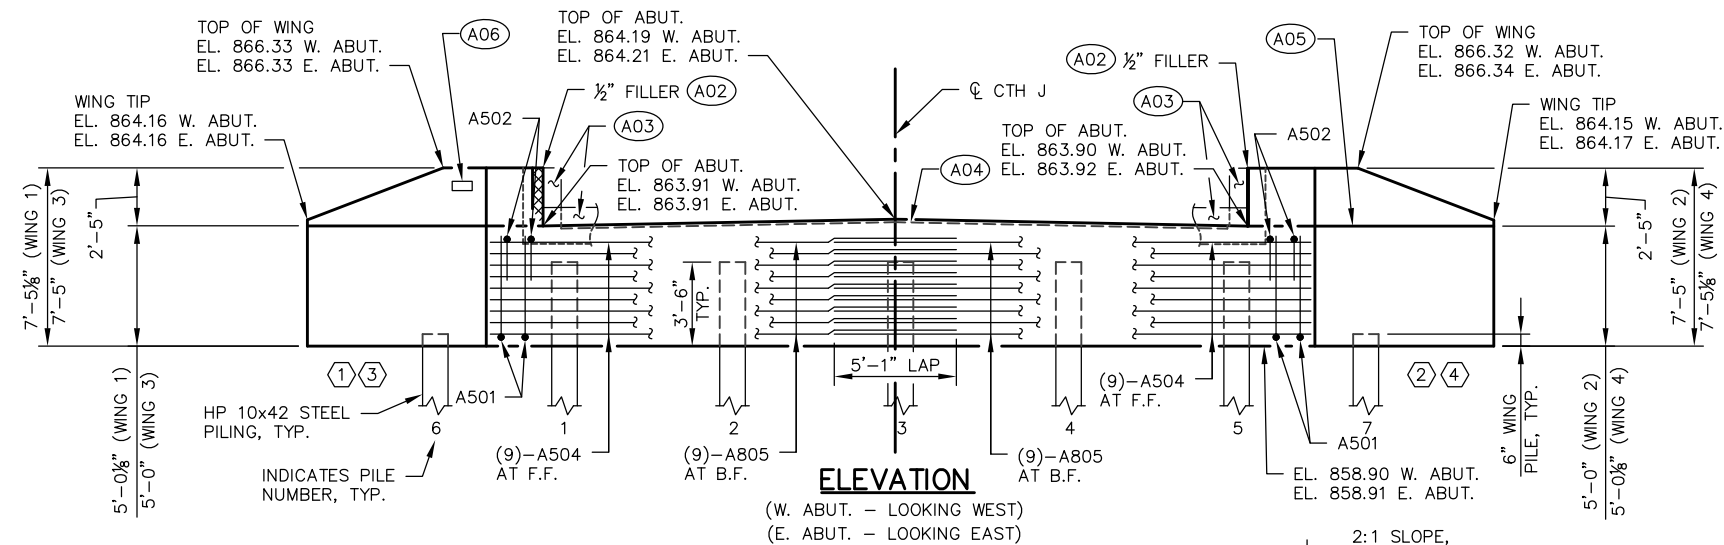 TOP OF WING
EL. 866.33 W. ABUT.
EL. 866.33 E. ABUT.
A06
TOP OF ABUT.
EL. 864.19 W. ABUT.
EL. 864.21 E. ABUT.
A02 ½" FILLER
A05
TOP OF WING
EL. 866.32 W. ABUT.
EL. 866.34 E. ABUT.
WING TIP
EL. 864.16 W. ABUT.
EL. 864.16 E. ABUT.
A502
½" FILLER A02
A03
℄ CTH J
A03
A502
WING TIP
EL. 864.15 W. ABUT.
EL. 864.17 E. ABUT.
TOP OF ABUT.
EL. 863.91 W. ABUT.
EL. 863.91 E. ABUT.
A04
TOP OF ABUT.
EL. 863.90 W. ABUT.
EL. 863.92 E. ABUT.
7'-5⅛" (WING 1)
7'-5" (WING 3)
2'-5"
5'-0⅛" (WING 1)
5'-0" (WING 3)
3'-6"
TYP.
2'-5"
7'-5" (WING 2)
7'-5⅛" (WING 4)
5'-0" (WING 2)
5'-0⅛" (WING 4)
6" WING
PILE, TYP.
1 3
5'-1" LAP
2 4
HP 10x42 STEEL
PILING, TYP.
A501
(9)-A504
AT F.F.
6 1 2 3 4 5 7
A501
INDICATES PILE
NUMBER, TYP.
(9)-A504
AT F.F.
(9)-A805
AT B.F.
(9)-A805
AT B.F.
EL. 858.90 W. ABUT.
EL. 858.91 E. ABUT.
ELEVATION
(W. ABUT. – LOOKING WEST)
(E. ABUT. – LOOKING EAST)
2:1 SLOPE,